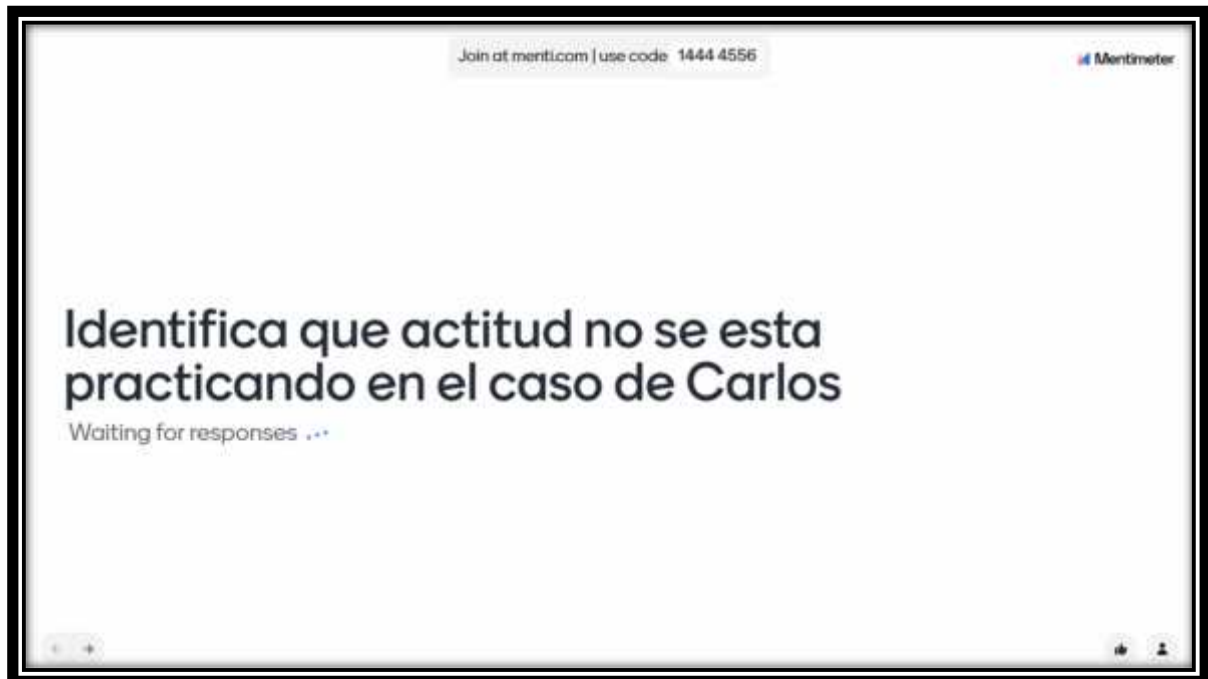 Join at menti.com | use code 1444 4556
Mentimeter
Identifica que actitud no se esta
practicando en el caso de Carlos
Waiting for responses ...